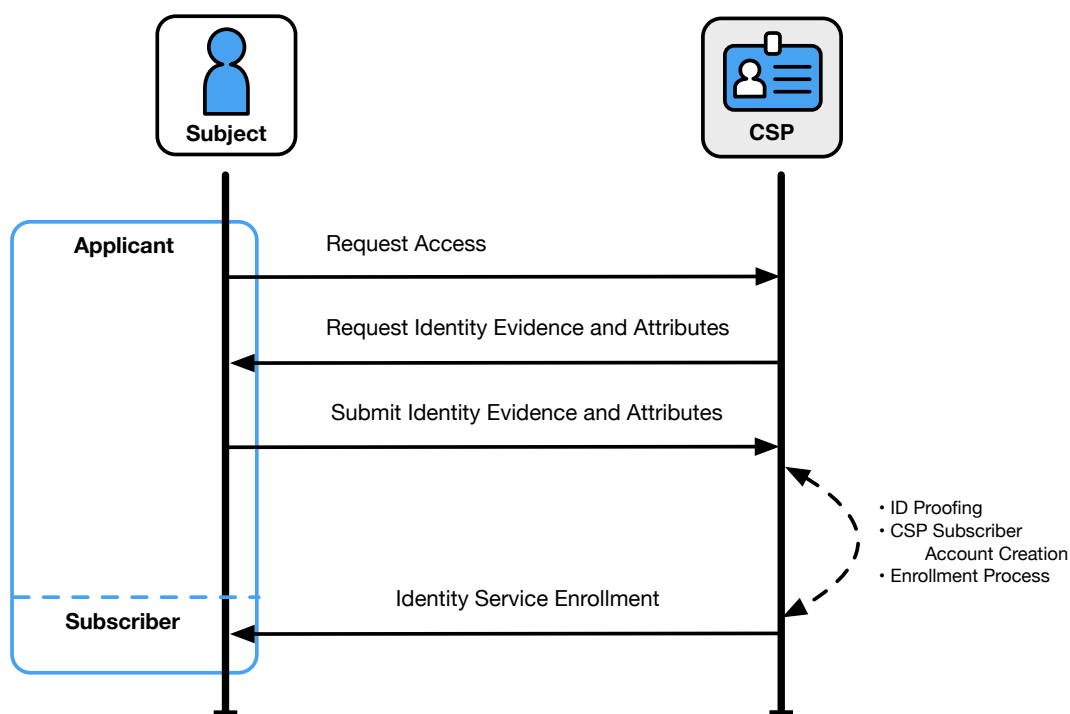 Subject
CSP
Applicant
Request Access
Request Identity Evidence and Attributes
Submit Identity Evidence and Attributes
• ID Proofing
• CSP Subscriber
Account Creation
• Enrollment Process
Identity Service Enrollment
Subscriber